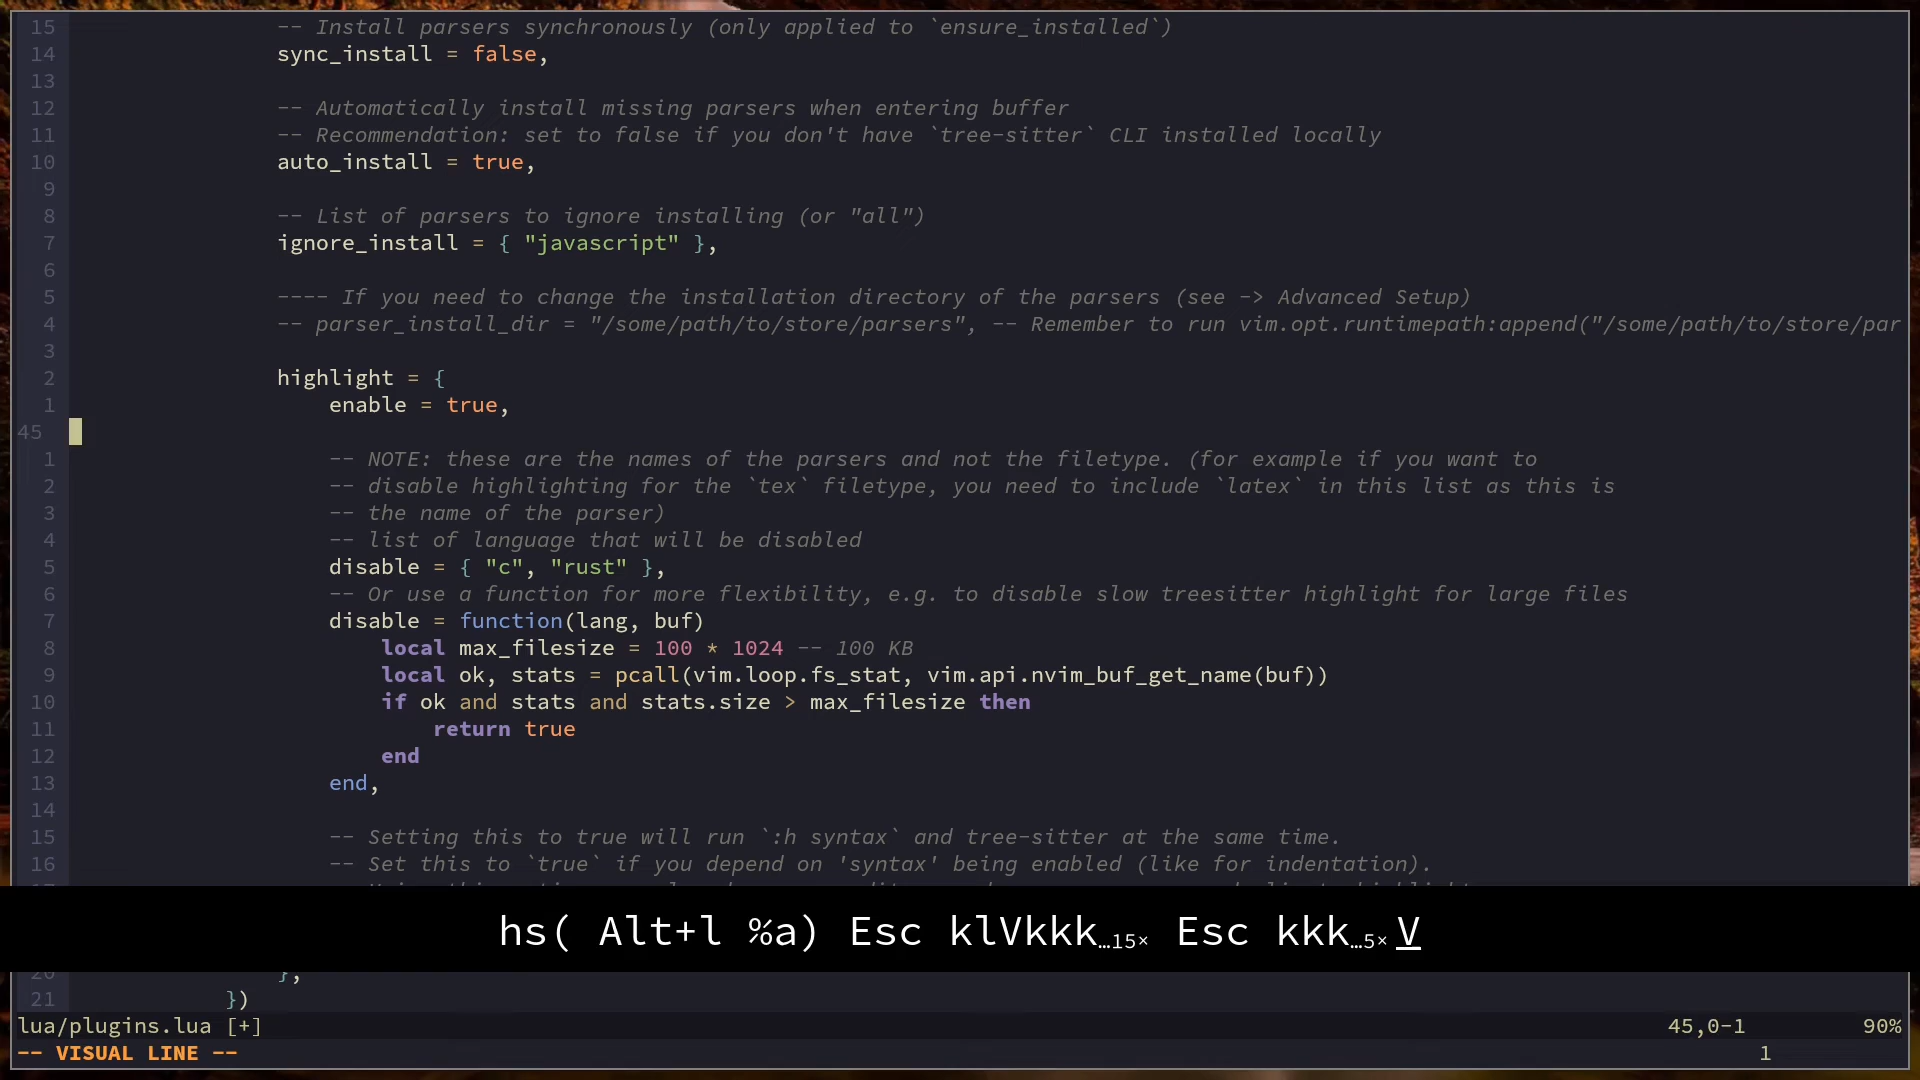 15 -- Install parsers synchronously (only applied to `ensure_installed`)
14 sync_install = false,
13
12 -- Automatically install missing parsers when entering buffer
11 -- Recommendation: set to false if you don't have `tree-sitter` CLI installed locally
10 auto_install = true,
9
8 -- List of parsers to ignore installing (or "all")
7 ignore_install = { "javascript" },
6
5 ---- If you need to change the installation directory of the parsers (see -> Advanced Setup)
4 -- parser_install_dir = "/some/path/to/store/parsers", -- Remember to run vim.opt.runtimepath:append("/some/path/to/store/par
3
2 highlight = {
1 enable = true,
45
1 -- NOTE: these are the names of the parsers and not the filetype. (for example if you want to
2 -- disable highlighting for the `tex` filetype, you need to include `latex` in this list as this is
3 -- the name of the parser)
4 -- list of language that will be disabled
5 disable = { "c", "rust" },
6 -- Or use a function for more flexibility, e.g. to disable slow treesitter highlight for large files
7 disable = function(lang, buf)
8 local max_filesize = 100 * 1024 -- 100 KB
9 local ok, stats = pcall(vim.loop.fs_stat, vim.api.nvim_buf_get_name(buf))
10 if ok and stats and stats.size > max_filesize then
11 return true
12 end
13 end,
14
15 -- Setting this to true will run `:h syntax` and tree-sitter at the same time.
16 -- Set this to `true` if you depend on 'syntax' being enabled (like for indentation).
hs( Alt+l %a) Esc klVkkk…15× Esc kkk…5× V
20 },
21 })
lua/plugins.lua [+] 45,0-1 90%
-- VISUAL LINE -- 1